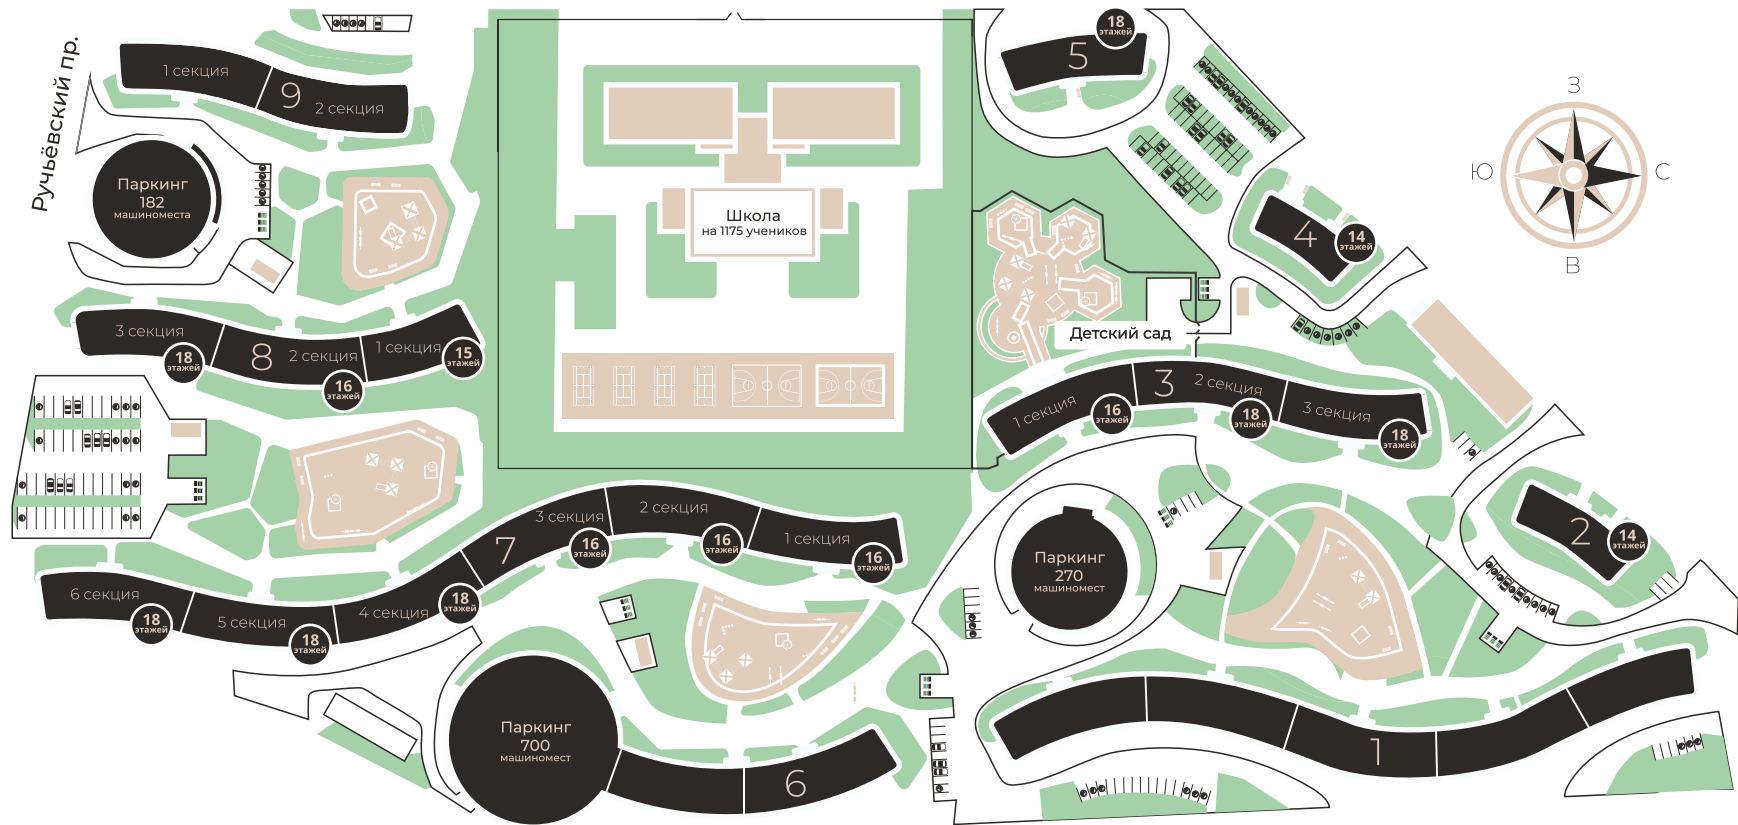 Ручьёвский пр.
1 секция
9
2 секция
Паркинг
182
машиноместа
Школа
на 1175 учеников
5
18
этажей
4
14
этажей
З
Ю
С
В
Детский сад
3 секция
18
этажей
8
2 секция
16
этажей
1 секция
15
этажей
1 секция
16
этажей
3
2 секция
18
этажей
3 секция
18
этажей
2
14
этажей
6 секция
18
этажей
5 секция
18
этажей
4 секция
18
этажей
7
3 секция
16
этажей
2 секция
16
этажей
1 секция
16
этажей
Паркинг
270
машиномест
Паркинг
700
машиномест
6
1